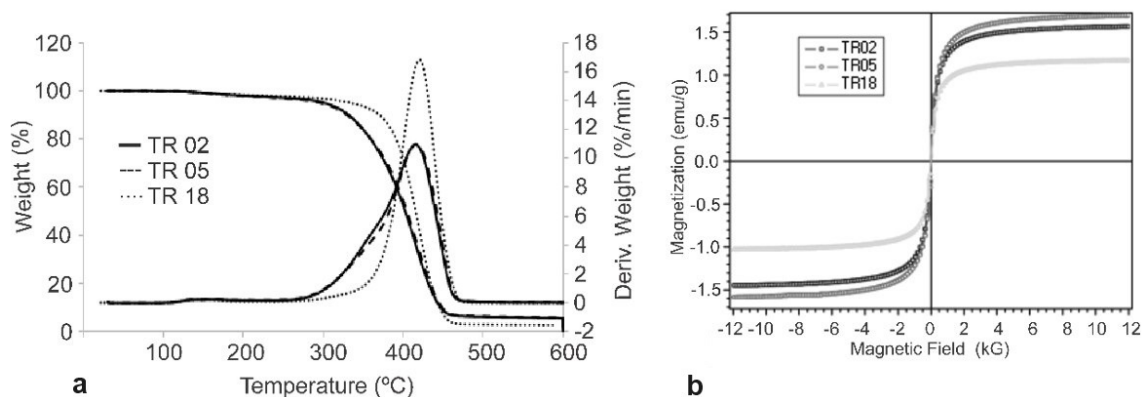 Weight (%)
120
100
80
60
40
20
0
TR 02
TR 05
TR 18
18
16
14
12
10
8
6
4
2
0
-2
Deriv. Weight (%/min)
100 200 300 400 500 600
Temperature (ºC)
a
Magnetization (emu/g)
1.5
1.0
0.5
0.0
-0.5
-1.0
-1.5
TR02
TR05
TR18
-12 -10 -8 -6 -4 -2 0 2 4 6 8 10 12
Magnetic Field (kG)
b